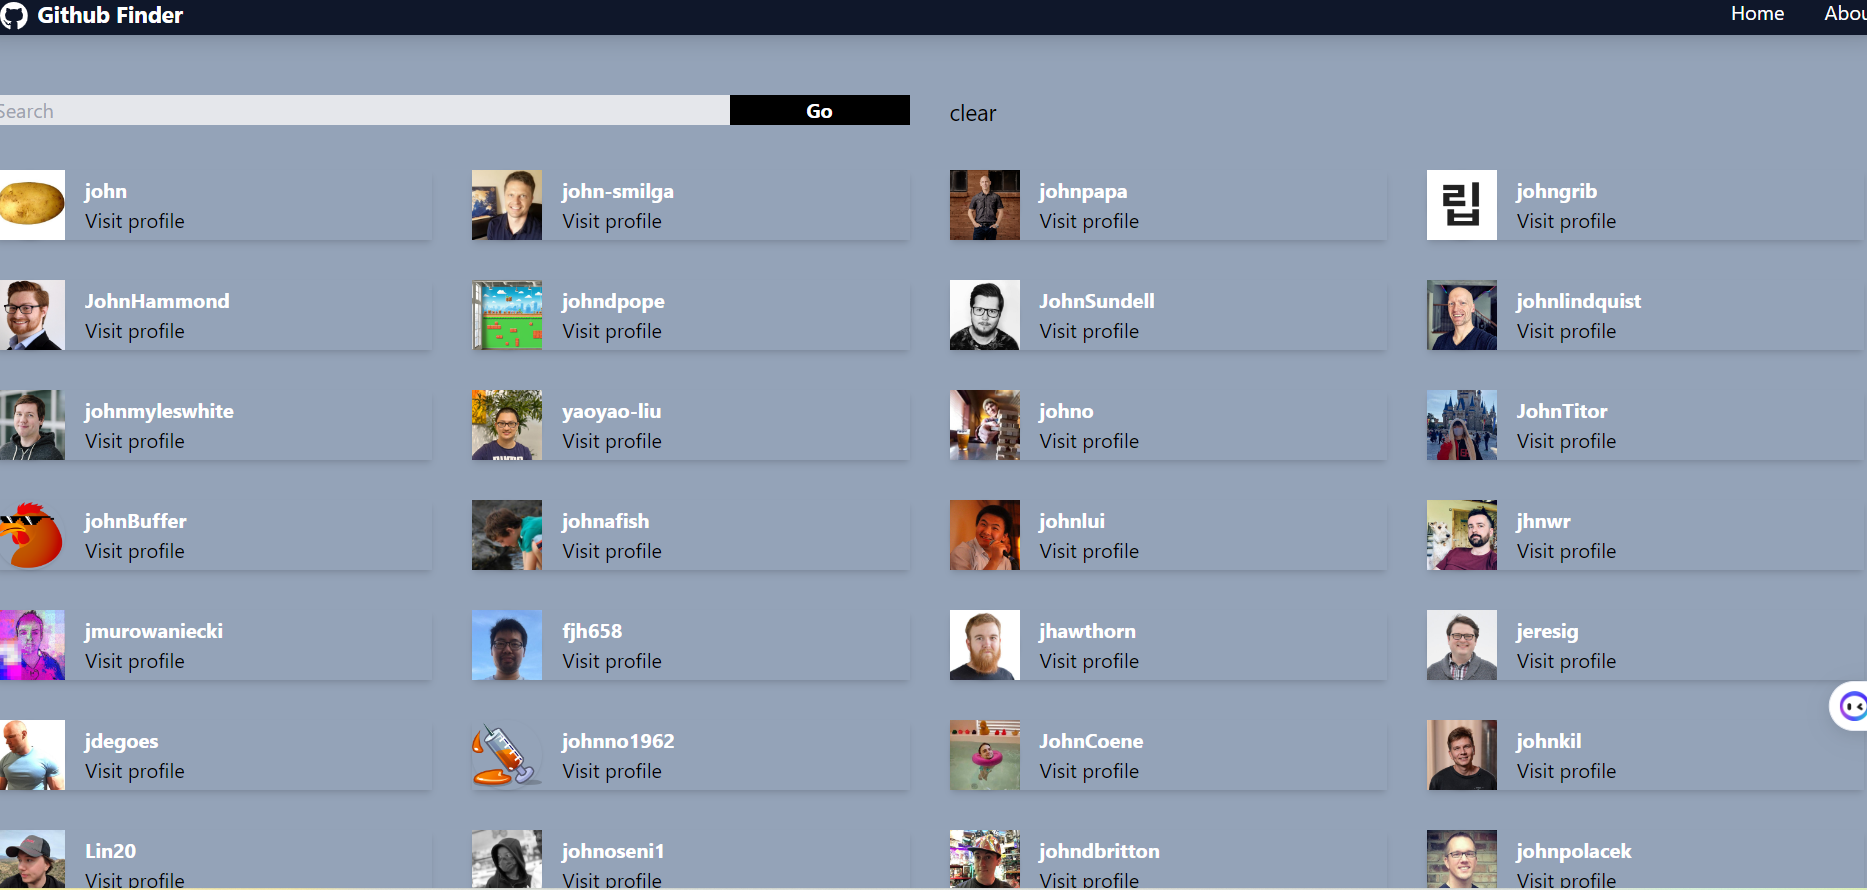 Github Finder
Home
Abou
Search
Go
clear
john
Visit profile
john-smilga
Visit profile
johnpapa
Visit profile
립
johngrib
Visit profile
JohnHammond
Visit profile
johndpope
Visit profile
JohnSundell
Visit profile
johnlindquist
Visit profile
johnmyleswhite
Visit profile
yaoyao-liu
Visit profile
johno
Visit profile
JohnTitor
Visit profile
johnBuffer
Visit profile
johnafish
Visit profile
johnlui
Visit profile
jhnwr
Visit profile
jmurowaniecki
Visit profile
fjh658
Visit profile
jhawthorn
Visit profile
jeresig
Visit profile
jdegoes
Visit profile
johnno1962
Visit profile
JohnCoene
Visit profile
johnkil
Visit profile
Lin20
Visit profile
johnoseni1
Visit profile
johndbritton
Visit profile
johnpolacek
Visit profile